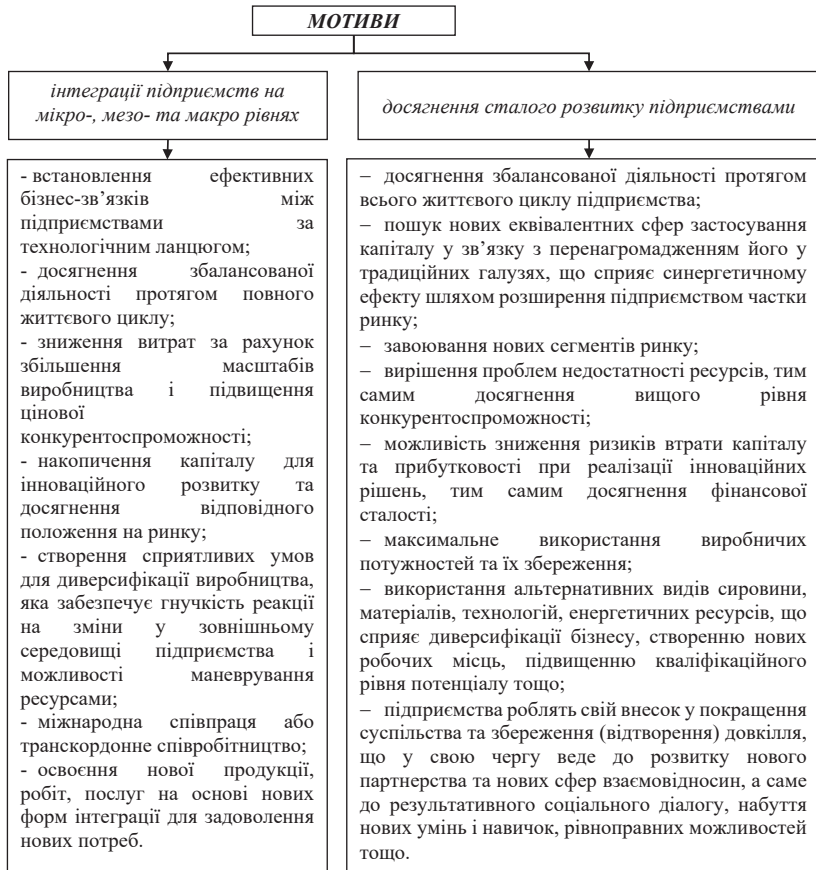 МОТИВИ
інтеграції підприємств на
мікро-, мезо- та макро рівнях
досягнення сталого розвитку підприємствами
- встановлення ефективних
бізнес-зв’язків між
підприємствами за
технологічним ланцюгом;
- досягнення збалансованої
діяльності протягом повного
життєвого циклу;
- зниження витрат за рахунок
збільшення масштабів
виробництва і підвищення
цінової
конкурентоспроможності;
- накопичення капіталу для
інноваційного розвитку та
досягнення відповідного
положення на ринку;
- створення сприятливих умов
для диверсифікації виробництва,
яка забезпечує гнучкість реакції
на зміни у зовнішньому
середовищі підприємства і
можливості маневрування
ресурсами;
- міжнародна співпраця або
транскордонне співробітництво;
- освоєння нової продукції,
робіт, послуг на основі нових
форм інтеграції для задоволення
нових потреб.
– досягнення збалансованої діяльності протягом
всього життєвого циклу підприємства;
– пошук нових еквівалентних сфер застосування
капіталу у зв’язку з перенагромадженням його у
традиційних галузях, що сприяє синергетичному
ефекту шляхом розширення підприємством частки
ринку;
– завоювання нових сегментів ринку;
– вирішення проблем недостатності ресурсів, тим
самим досягнення вищого рівня
конкурентоспроможності;
– можливість зниження ризиків втрати капіталу
та прибутковості при реалізації інноваційних
рішень, тим самим досягнення фінансової
сталості;
– максимальне використання виробничих
потужностей та їх збереження;
– використання альтернативних видів сировини,
матеріалів, технологій, енергетичних ресурсів, що
сприяє диверсифікації бізнесу, створенню нових
робочих місць, підвищенню кваліфікаційного
рівня потенціалу тощо;
– підприємства роблять свій внесок у покращення
суспільства та збереження (відтворення) довкілля,
що у свою чергу веде до розвитку нового
партнерства та нових сфер взаємовідносин, а саме
до результативного соціального діалогу, набуття
нових умінь і навичок, рівноправних можливостей
тощо.